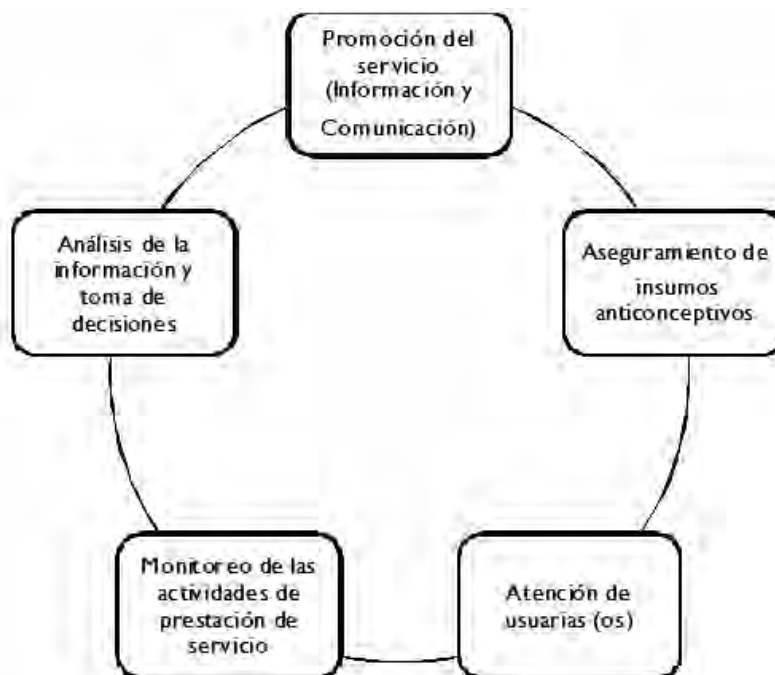 Promoción del
servicio
(Información y
Comunicación)
Aseguramiento de
insumos
anticonceptivos
Atención de
usuarias (os)
Monitoreo de las
actividades de
prestación de
servicio
Análisis de la
información y
toma de
decisiones